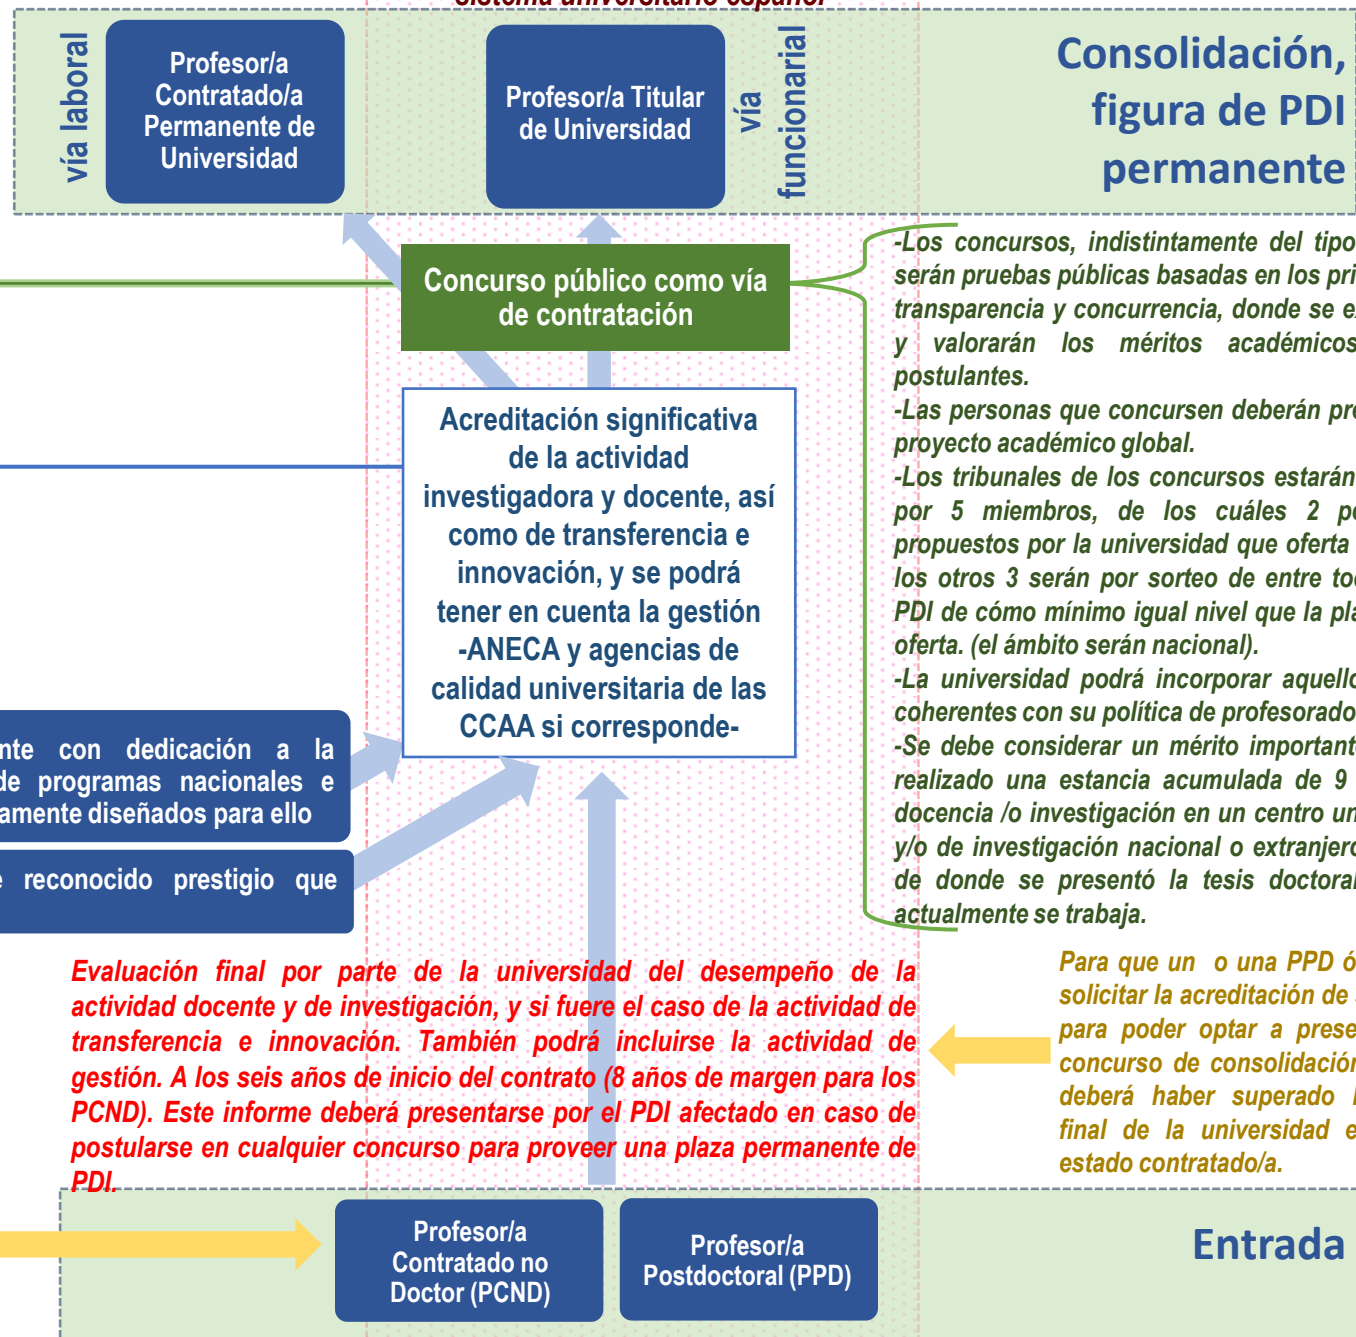 sistema universitario español
vía laboral
Profesor/a
Contratado/a
Permanente de
Universidad
Profesor/a Titular
de Universidad
vía
funcionarial
Consolidación,
figura de PDI
permanente
Concurso público como vía
de contratación
Acreditación significativa
de la actividad
investigadora y docente, así
como de transferencia e
innovación, y se podrá
tener en cuenta la gestión
-ANECA y agencias de
calidad universitaria de las
CCAA si corresponde-
-Los concursos, indistintamente del tipo
serán pruebas públicas basadas en los
transparencia y concurrencia, donde se
y valorarán los méritos académicos
postulantes.
-Las personas que concursen deberán
proyecto académico global.
-Los tribunales de los concursos estarán
por 5 miembros, de los cuáles 2
propuestos por la universidad que oferta
los otros 3 serán por sorteo de entre
PDI de cómo mínimo igual nivel que la
oferta. (el ámbito serán nacional).
-La universidad podrá incorporar
coherentes con su política de profesorado
-Se debe considerar un mérito
realizado una estancia acumulada de 9
docencia /o investigación en un centro
y/o de investigación nacional o
de donde se presentó la tesis
actualmente se trabaja.
con dedicación a la
de programas nacionales e
diseñados para ello
reconocido prestigio que
Evaluación final por parte de la universidad del desempeño de la
actividad docente y de investigación, y si fuere el caso de la actividad de
transferencia e innovación. También podrá incluirse la actividad de
gestión. A los seis años de inicio del contrato (8 años de margen para los
PCND). Este informe deberá presentarse por el PDI afectado en caso de
postularse en cualquier concurso para proveer una plaza permanente de
PDI.
Para que un o una PPD
solicitar la acreditación de
para poder optar a
concurso de consolidación
deberá haber superado
final de la universidad
estado contratado/a.
Profesor/a
Contratado no
Doctor (PCND)
Profesor/a
Postdoctoral (PPD)
Entrada